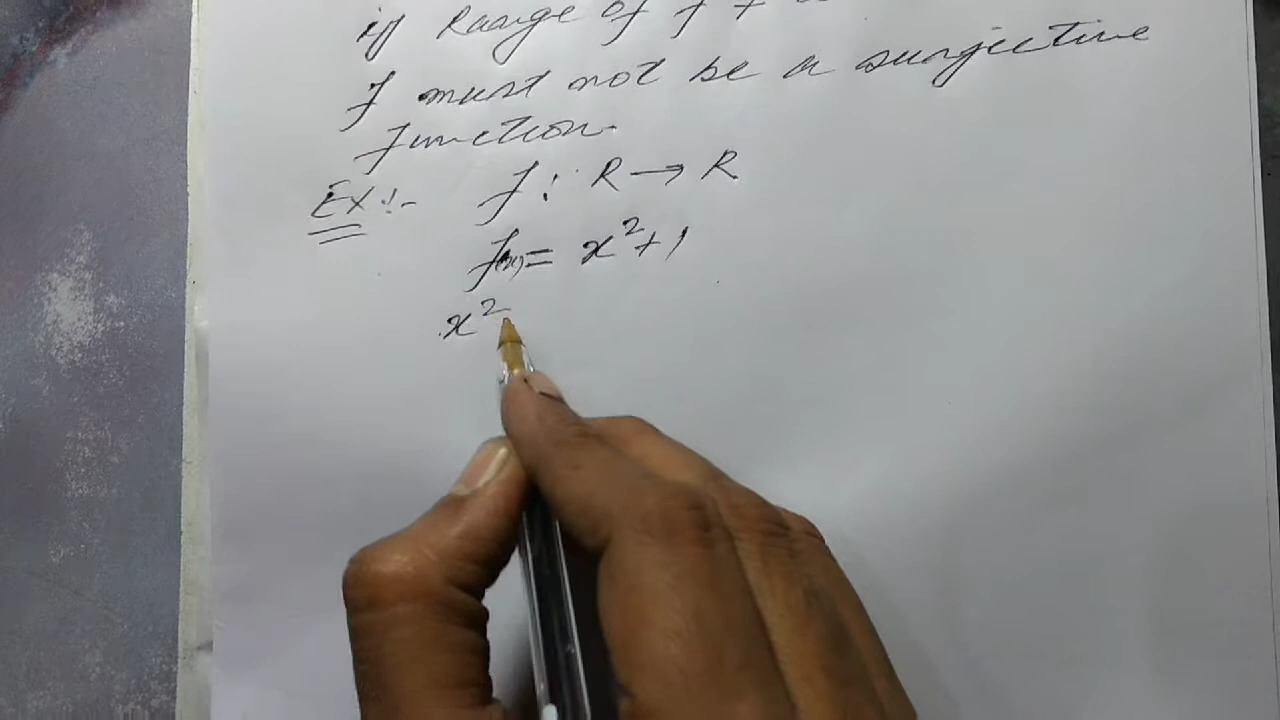 if Range of f ≠
f must not be a surjective
function.
Ex:- f: R → R
f(x) = x² + 1
x²